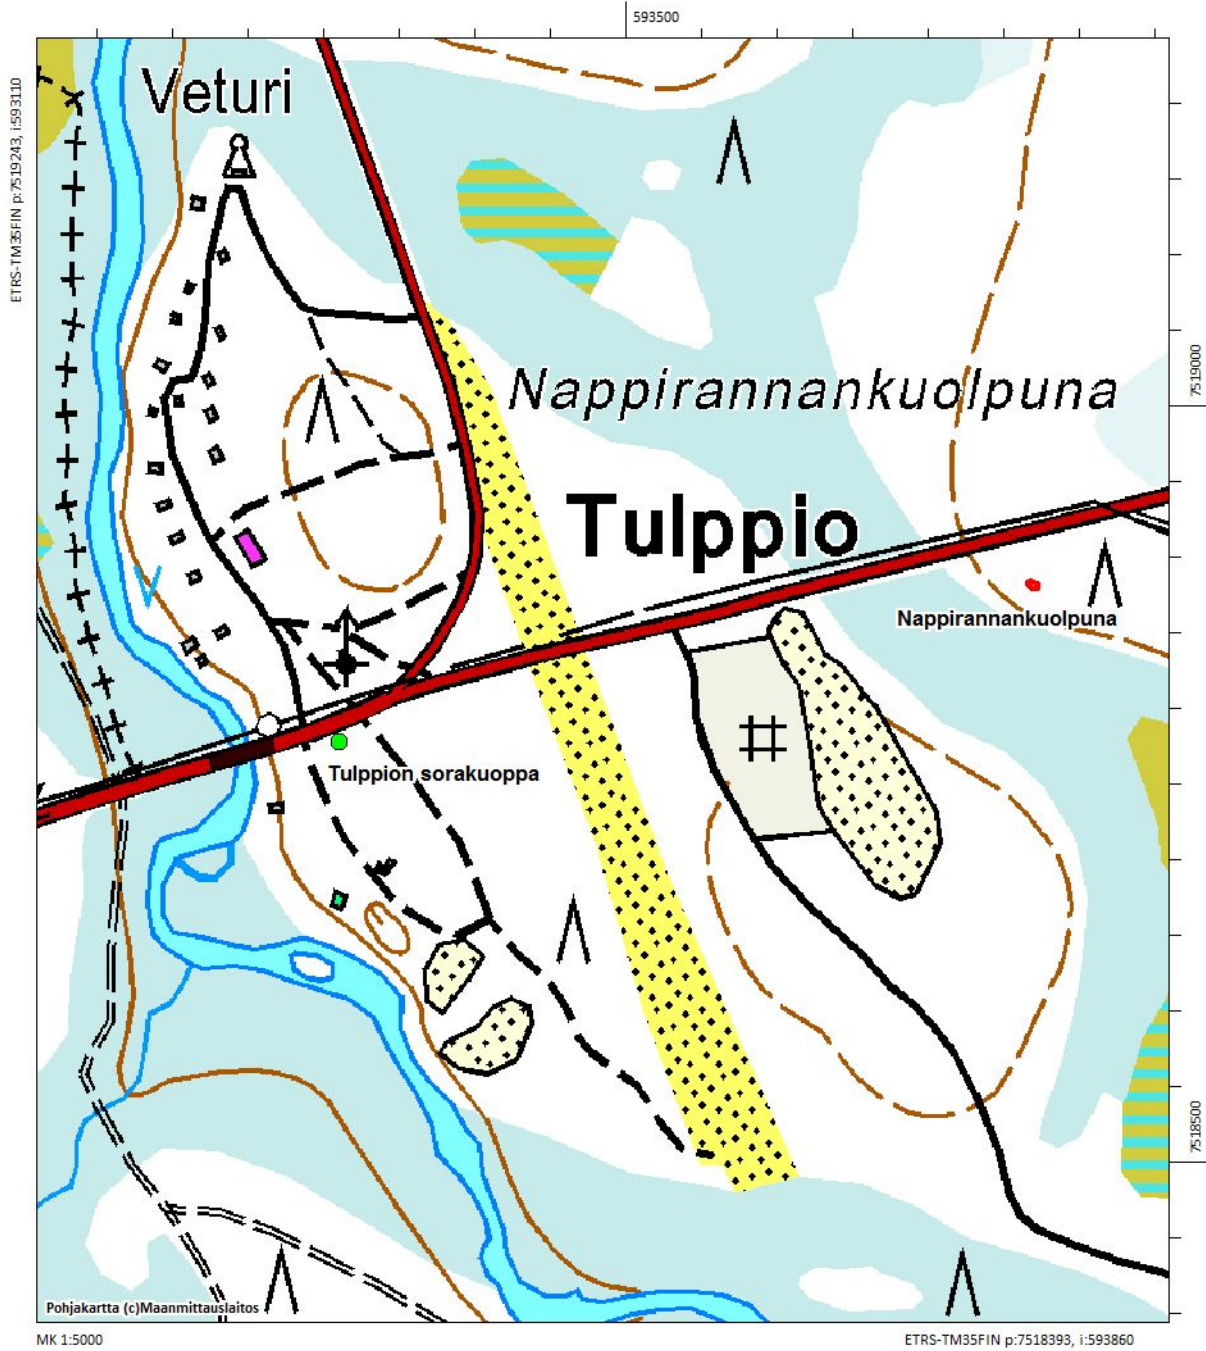 593500
ETRS-TM35FIN p:7519243, i:593110
Veturi
7519000
Nappirannankuolpuna
Tulppio
Nappirannankuolpuna
Tulppion sorakuoppa
7518500
Pohjakartta (c)Maanmittauslaitos
MK 1:5000
ETRS-TM35FIN p:7518393, i:593860